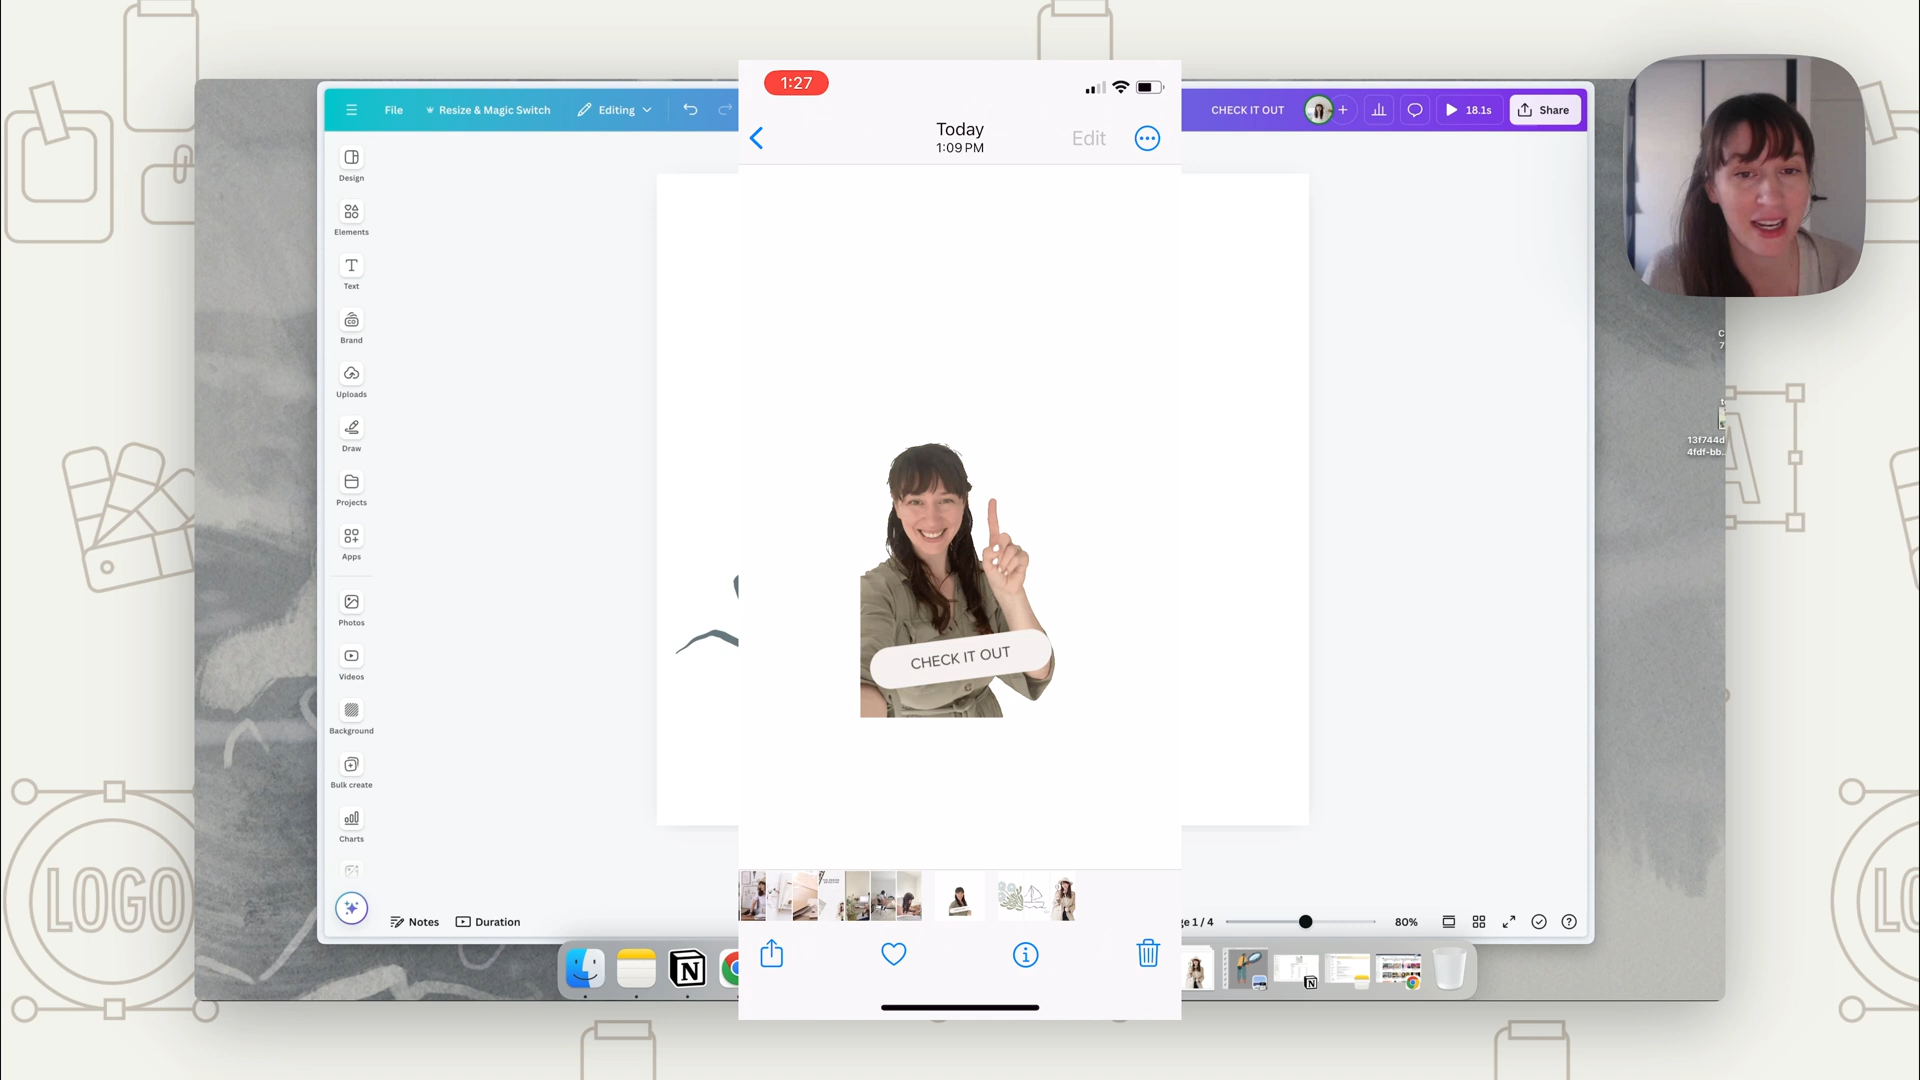 1:27
Today
1:09 PM
Edit
File
Resize & Magic Switch
Editing
CHECK IT OUT
+
18.1s
Share
Design
Elements
Text
Brand
Uploads
Draw
Projects
Apps
Photos
Videos
Background
Bulk create
Charts
CHECK IT OUT
13f744d
4fdf-bb...
Notes
Duration
1 / 4
80%
LOGO